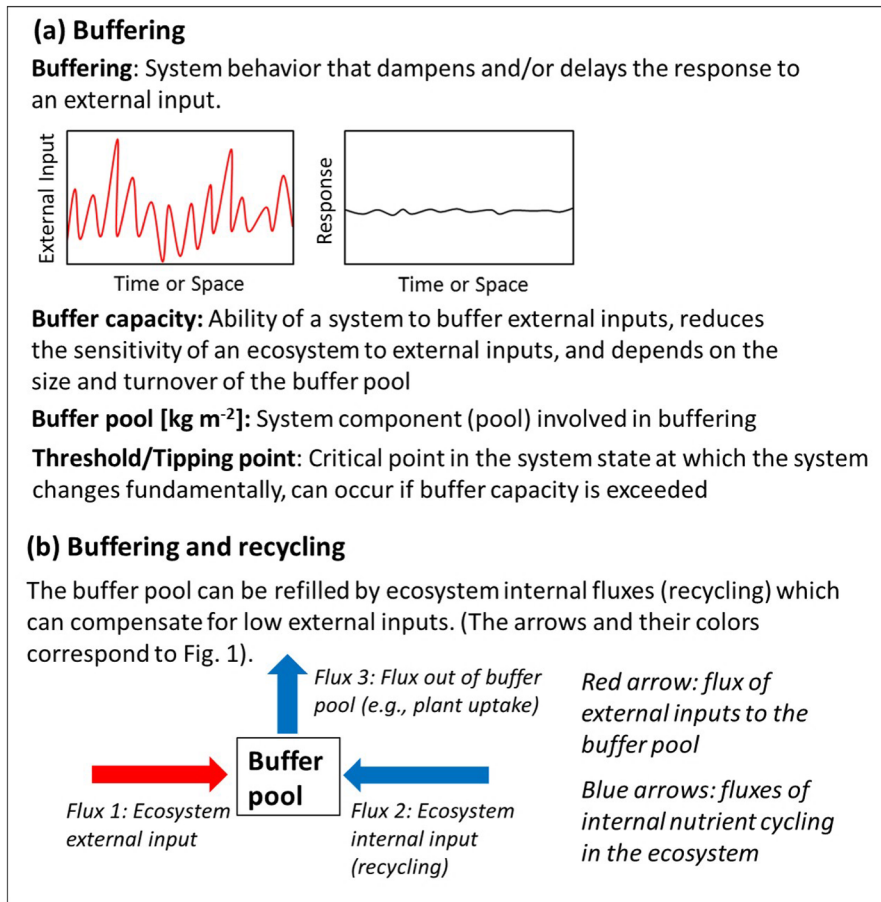 (a) Buffering
Buffering: System behavior that dampens and/or delays the response to
an external input.
External Input
Time or Space
Response
Time or Space
Buffer capacity: Ability of a system to buffer external inputs, reduces
the sensitivity of an ecosystem to external inputs, and depends on the
size and turnover of the buffer pool
Buffer pool [kg m⁻²]: System component (pool) involved in buffering
Threshold/Tipping point: Critical point in the system state at which the system
changes fundamentally, can occur if buffer capacity is exceeded
(b) Buffering and recycling
The buffer pool can be refilled by ecosystem internal fluxes (recycling) which
can compensate for low external inputs. (The arrows and their colors
correspond to Fig. 1).
Flux 3: Flux out of buffer
pool (e.g., plant uptake)
Buffer
pool
Flux 1: Ecosystem
external input
Flux 2: Ecosystem
internal input
(recycling)
Red arrow: flux of
external inputs to the
buffer pool
Blue arrows: fluxes of
internal nutrient cycling
in the ecosystem